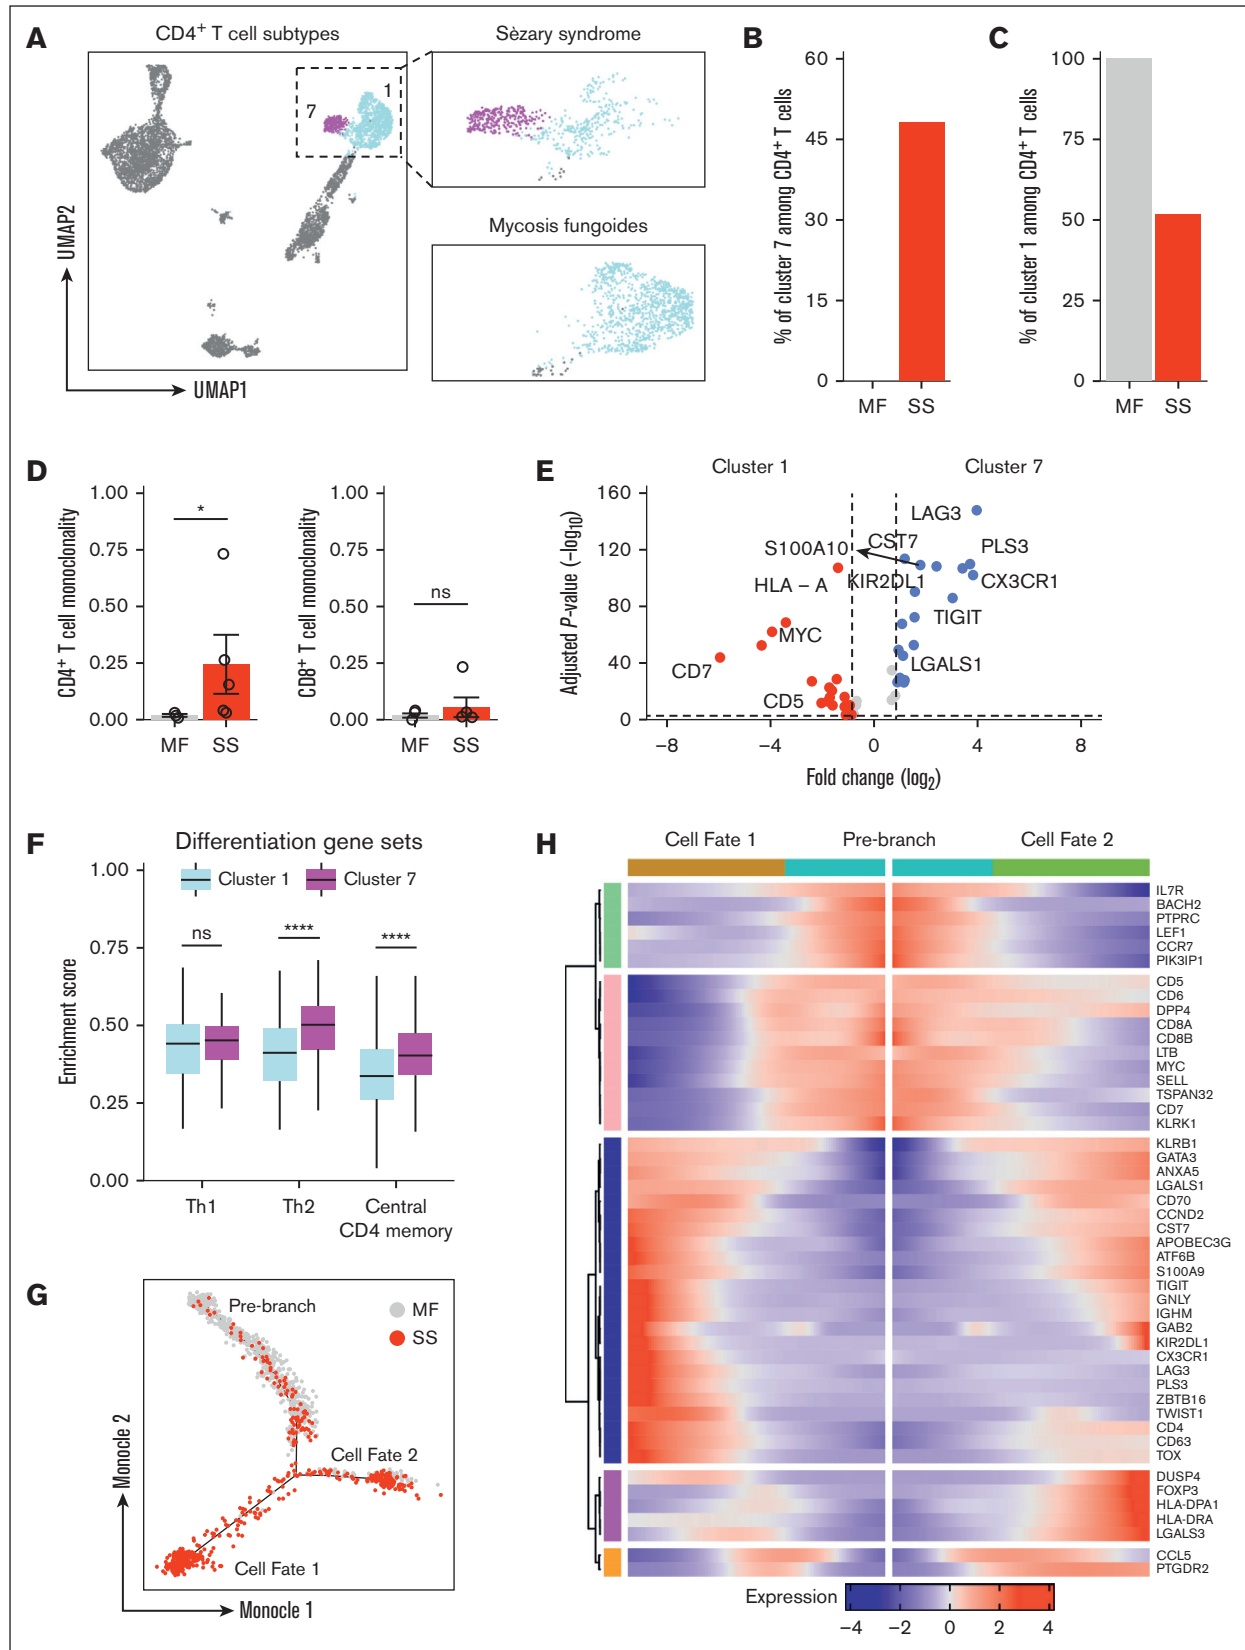 A
CD4+ T cell subtypes
1
7
UMAP2
UMAP1
Sèzary syndrome
Mycosis fungoides
B
% of cluster 7 among CD4+ T cells
60
45
30
15
0
MF SS
C
% of cluster 1 among CD4+ T cells
100
75
50
25
0
MF SS
D
CD4+ T cell monoclonality
1.00
0.75
0.50
0.25
0.00
*
MF SS
CD8+ T cell monoclonality
1.00
0.75
0.50
0.25
0.00
ns
MF SS
E
Cluster 1 Cluster 7
Adjusted P-value (−log10)
160
120
80
40
0
LAG3
CST7
PLS3
S100A10
CX3CR1
HLA – A
KIR2DL1
TIGIT
MYC
LGALS1
CD7
CD5
−8 −4 0 4 8
Fold change (log2)
F
Differentiation gene sets
Cluster 1 Cluster 7
Enrichment score
1.00
0.75
0.50
0.25
0.00
ns
****
****
Th1 Th2 Central
CD4 memory
G
Pre-branch
MF
SS
Cell Fate 2
Cell Fate 1
Monocle 2
Monocle 1
H
Cell Fate 1 Pre-branch Cell Fate 2
IL7R
BACH2
PTPRC
LEF1
CCR7
PIK3IP1
CD5
CD6
DPP4
CD8A
CD8B
LTB
MYC
SELL
TSPAN32
CD7
KLRK1
KLRB1
GATA3
ANXA5
LGALS1
CD70
CCND2
CST7
APOBEC3G
ATF6B
S100A9
TIGIT
GNLY
IGHM
GAB2
KIR2DL1
CX3CR1
LAG3
PLS3
ZBTB16
TWIST1
CD4
CD63
TOX
DUSP4
FOXP3
HLA-DPA1
HLA-DRA
LGALS3
CCL5
PTGDR2
Expression
−4 −2 0 2 4